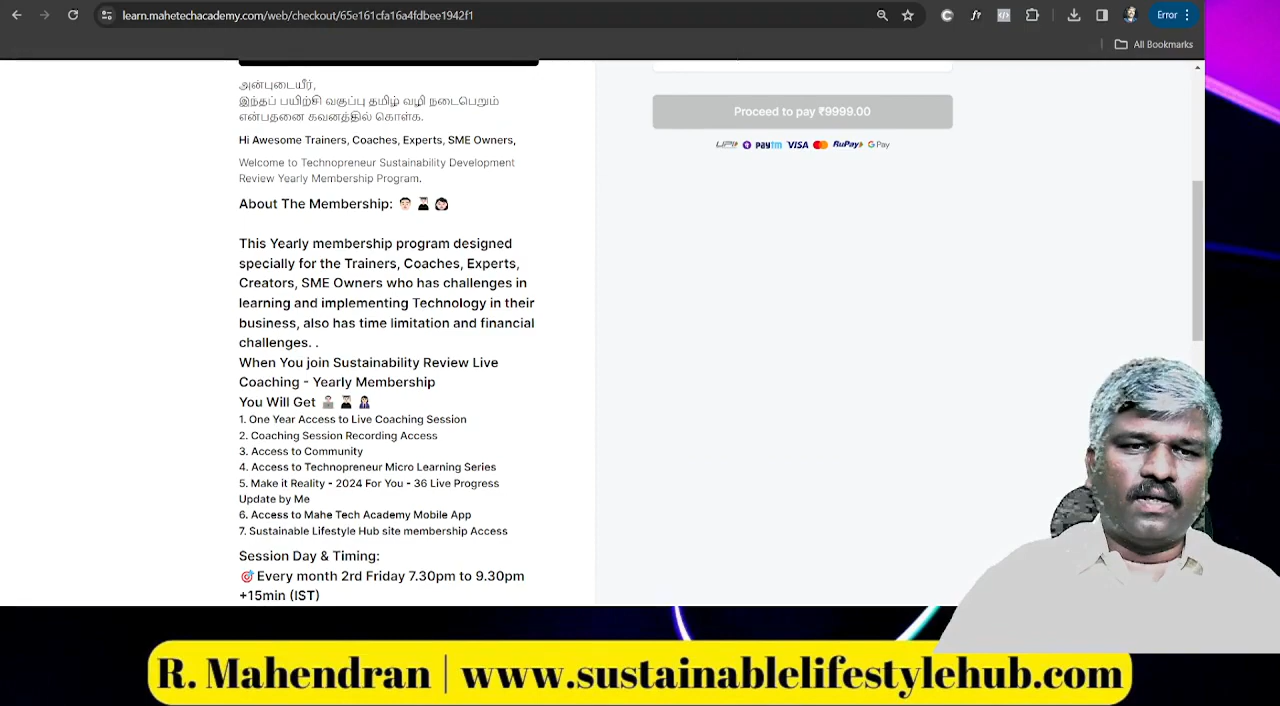 learn.mahetechacademy.com/web/checkout/65e161cfa16a4fdbee1942f1
Error
All Bookmarks
அன்புடையீர்,
இந்தப் பயிற்சி வகுப்பு தமிழ் வழி நடைபெறும்
என்பதனை கவனத்தில் கொள்க.
Hi Awesome Trainers, Coaches, Experts, SME Owners,
Welcome to Technopreneur Sustainability Development
Review Yearly Membership Program.
About The Membership:
This Yearly membership program designed
specially for the Trainers, Coaches, Experts,
Creators, SME Owners who has challenges in
learning and implementing Technology in their
business, also has time limitation and financial
challenges. .
When You join Sustainability Review Live
Coaching - Yearly Membership
You Will Get
1. One Year Access to Live Coaching Session
2. Coaching Session Recording Access
3. Access to Community
4. Access to Technopreneur Micro Learning Series
5. Make it Reality - 2024 For You - 36 Live Progress
Update by Me
6. Access to Mahe Tech Academy Mobile App
7. Sustainable Lifestyle Hub site membership Access
Session Day & Timing:
Every month 2rd Friday 7.30pm to 9.30pm
+15min (IST)
Proceed to pay ₹9999.00
UPI paytm VISA RuPay G Pay
R. Mahendran | www.sustainablelifestylehub.com